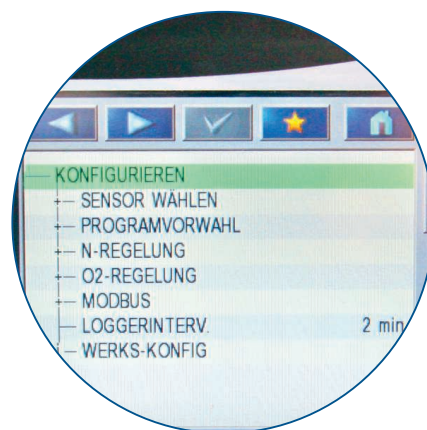 KONFIGURIEREN
SENSOR WÄHLEN
PROGRAMVORWAHL
N-REGELUNG
O2-REGELUNG
MODBUS
LOGGERINTERV. 2 min
WERKS-KONFIG